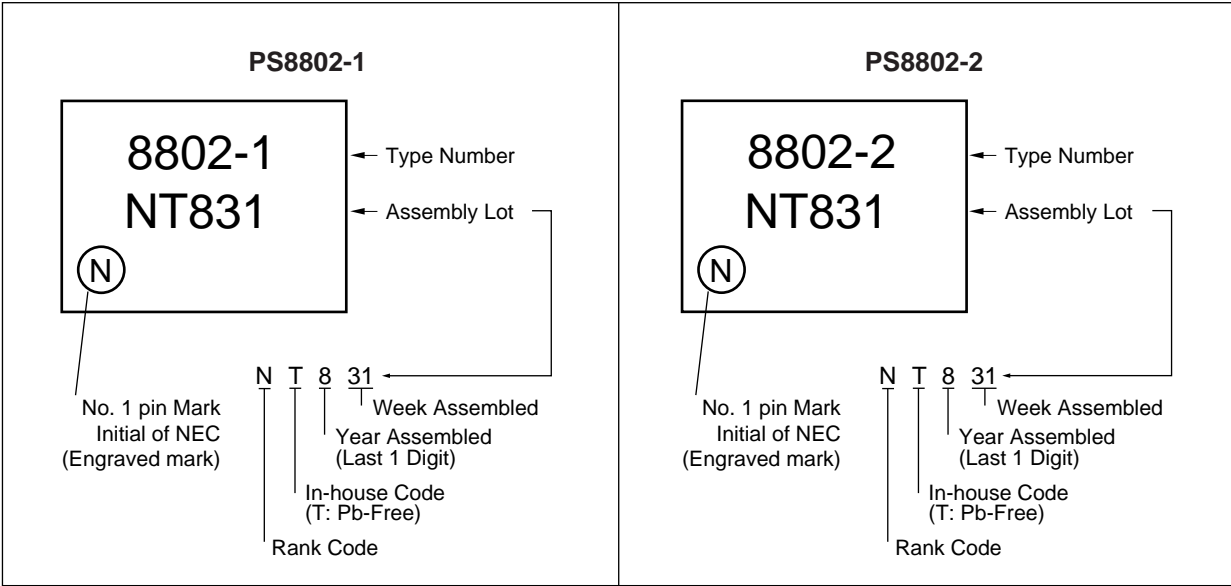 PS8802-1
8802-1
Type Number
NT831
Assembly Lot
N
N T 8 31
No. 1 pin Mark
Initial of NEC
(Engraved mark)
Week Assembled
Year Assembled
(Last 1 Digit)
In-house Code
(T: Pb-Free)
Rank Code
PS8802-2
8802-2
Type Number
NT831
Assembly Lot
N
N T 8 31
No. 1 pin Mark
Initial of NEC
(Engraved mark)
Week Assembled
Year Assembled
(Last 1 Digit)
In-house Code
(T: Pb-Free)
Rank Code